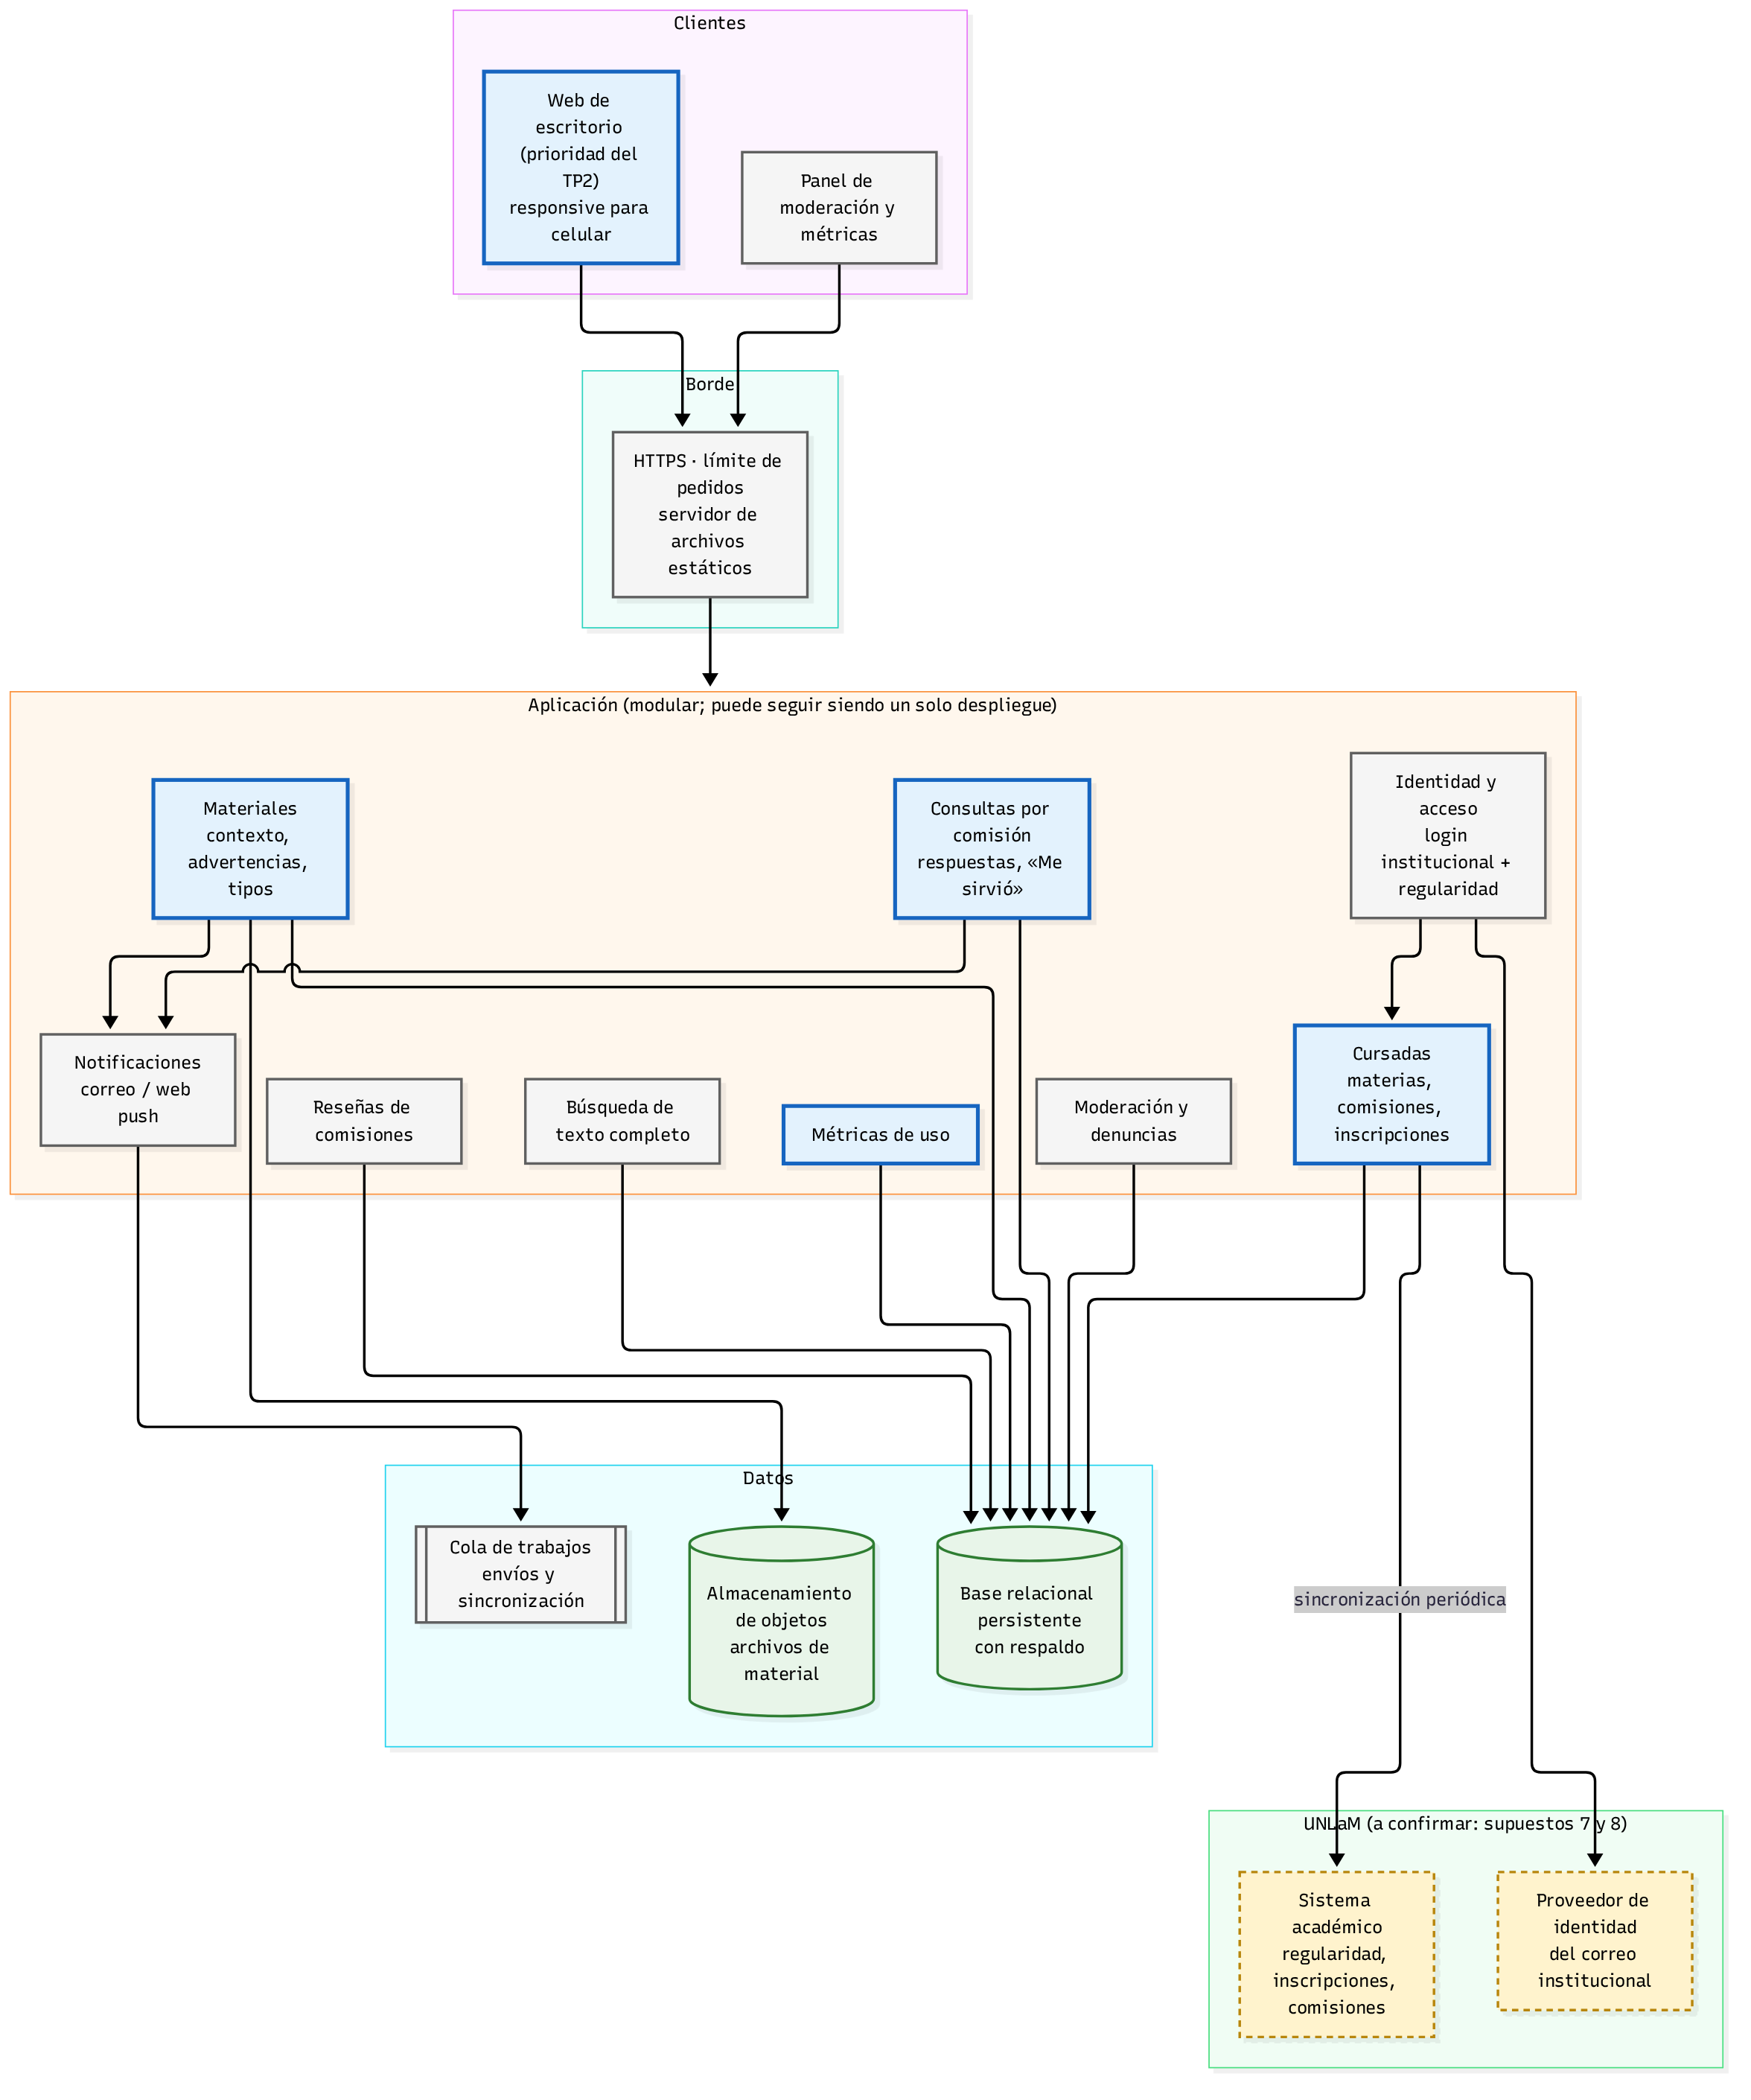 Clientes
Web de
escritorio
(prioridad del
TP2)
responsive para
celular
Panel de
moderación y
métricas
Borde
HTTPS · límite de
pedidos
servidor de
archivos
estáticos
Aplicación (modular; puede seguir siendo un solo despliegue)
Materiales
contexto,
advertencias,
tipos
Consultas por
comisión
respuestas, «Me
sirvió»
Identidad y
acceso
login
institucional +
regularidad
Notificaciones
correo / web
push
Reseñas de
comisiones
Búsqueda de
texto completo
Métricas de uso
Moderación y
denuncias
Cursadas
materias,
comisiones,
inscripciones
Datos
Cola de trabajos
envíos y
sincronización
Almacenamiento
de objetos
archivos de
material
Base relacional
persistente
con respaldo
sincronización periódica
UNLaM (a confirmar: supuestos 7 y 8)
Sistema
académico
regularidad,
inscripciones,
comisiones
Proveedor de
identidad
del correo
institucional